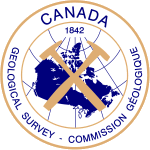 CANADA
1842
GEOLOGICAL SURVEY - COMMISSION GÉOLOGIQUE